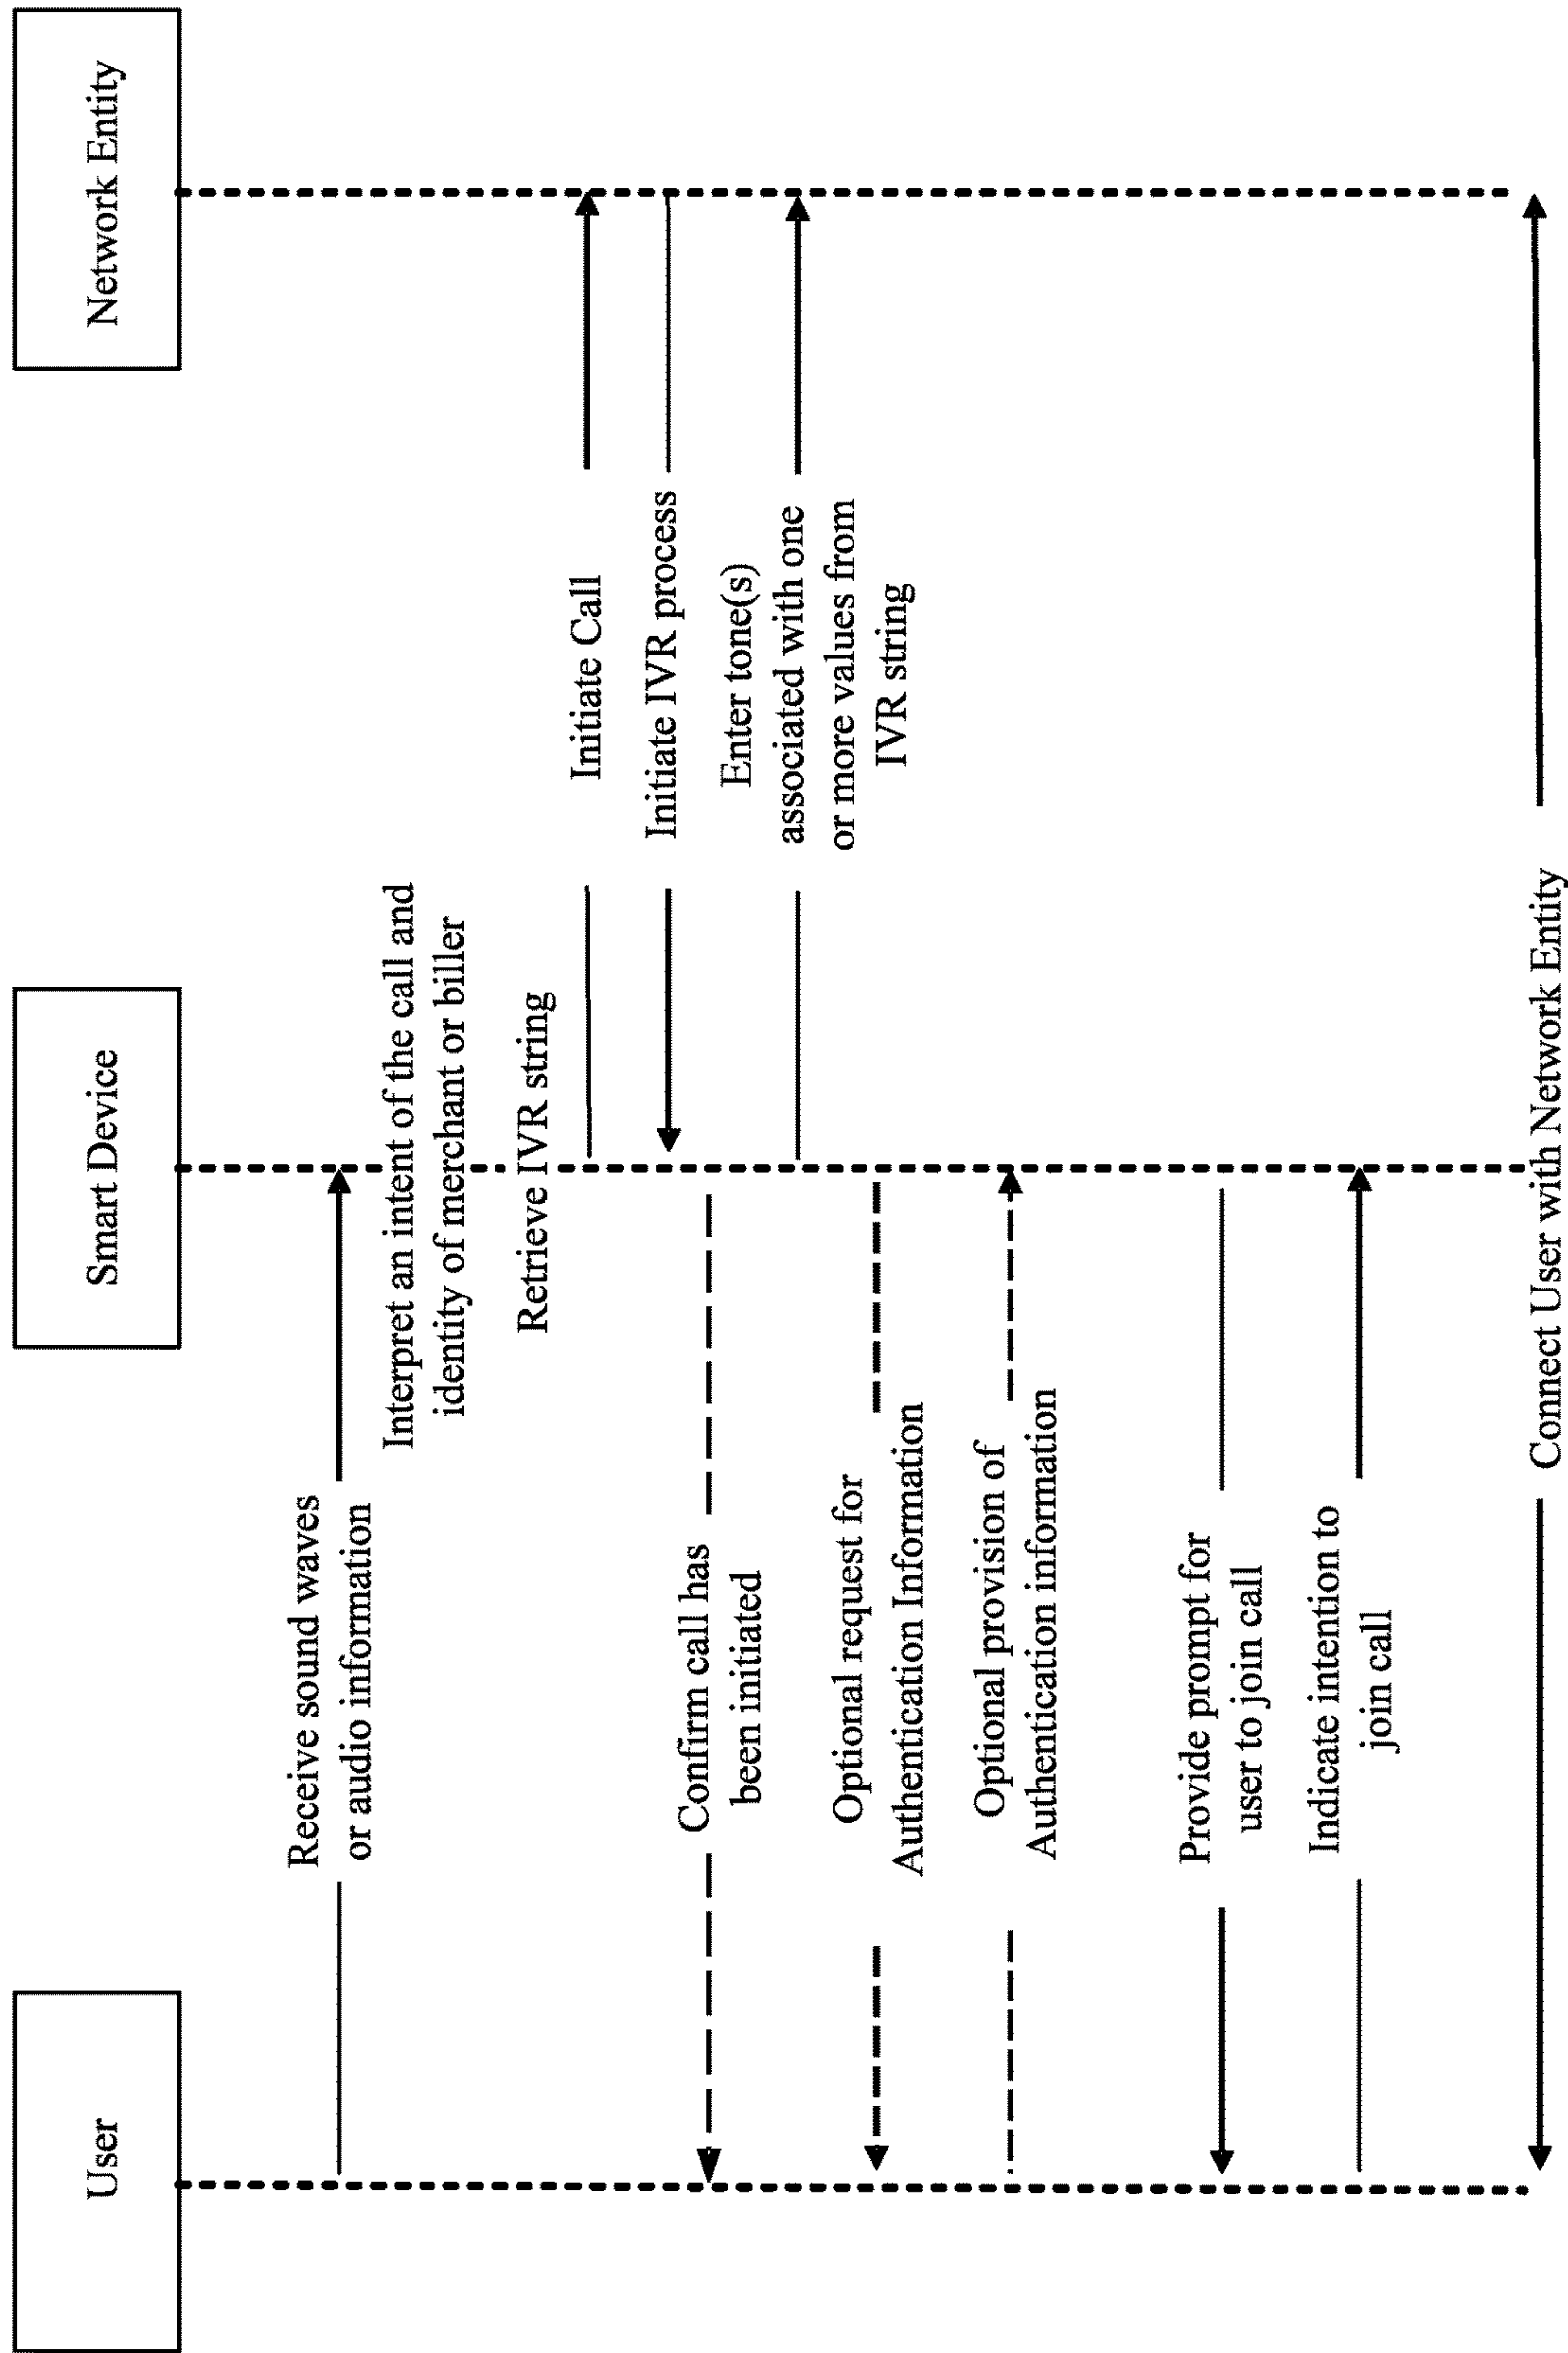 User
Smart Device
Network Entity
Receive sound waves
or audio information
Interpret an intent of the call and
identity of merchant or biller
Retrieve IVR string
Initiate Call
Initiate IVR process
Confirm call has
been initiated
Enter tone(s)
associated with one
or more values from
IVR string
Optional request for
Authentication Information
Optional provision of
Authentication information
Provide prompt for
user to join call
Indicate intention to
join call
Connect User with Network Entity